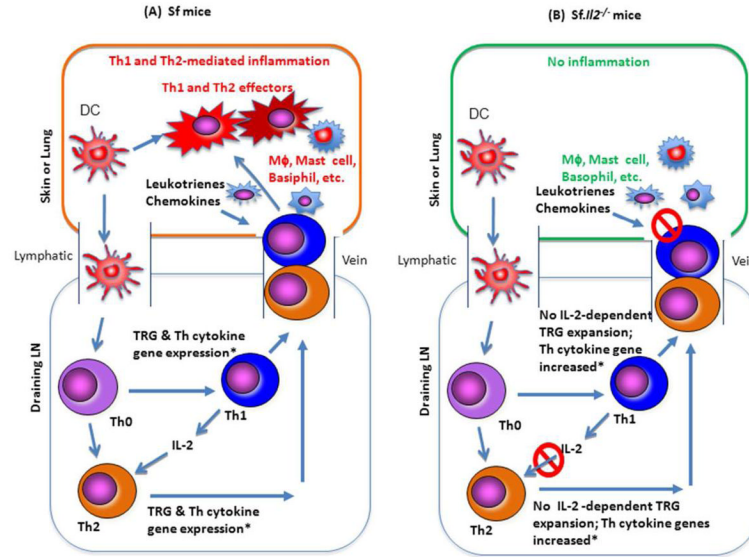 (A) Sf mice
Th1 and Th2-mediated inflammation
Th1 and Th2 effectors
DC
Skin or Lung
Mϕ, Mast cell,
Basiphil, etc.
Leukotrienes
Chemokines
Lymphatic
Vein
Draining LN
TRG & Th cytokine
gene expression*
Th0
Th1
IL-2
Th2
TRG & Th cytokine
gene expression*
(B) Sf.Il2-/- mice
No inflammation
DC
Skin or Lung
Mϕ, Mast cell,
Basophil, etc.
Leukotrienes
Chemokines
Lymphatic
Vein
Draining LN
No IL-2-dependent
TRG expansion;
Th cytokine gene
increased*
Th0
Th1
IL-2
Th2
No IL-2 -dependent TRG
expansion; Th cytokine genes
increased*